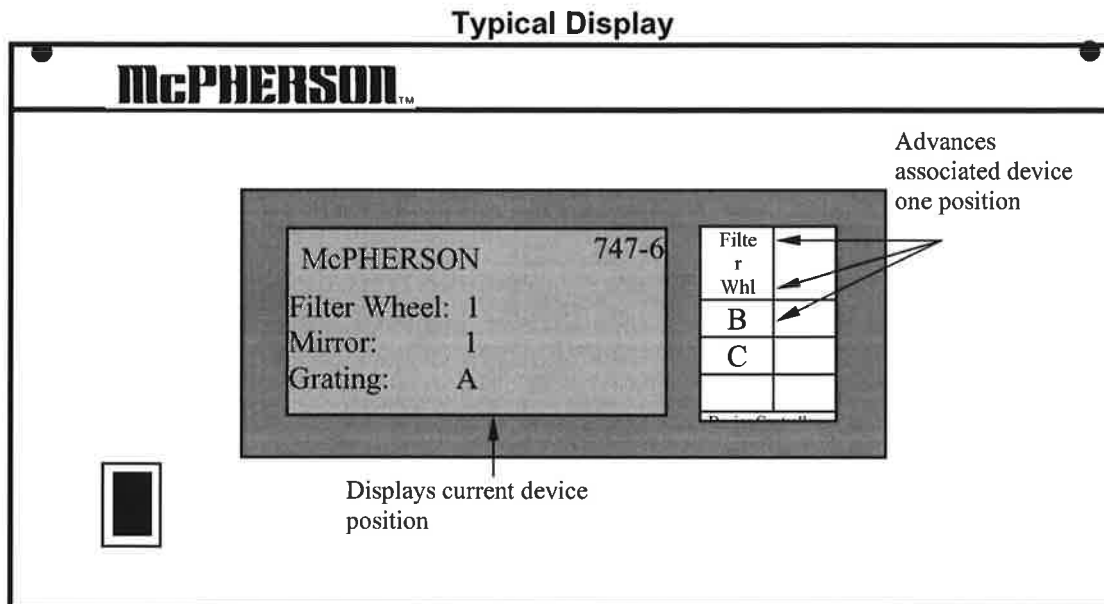 Typical Display
McPHERSON™
Advances
associated device
one position
McPHERSON 747-6
Filter Wheel: 1
Mirror: 1
Grating: A
Filte
r
Whl
B
C
Displays current device
position